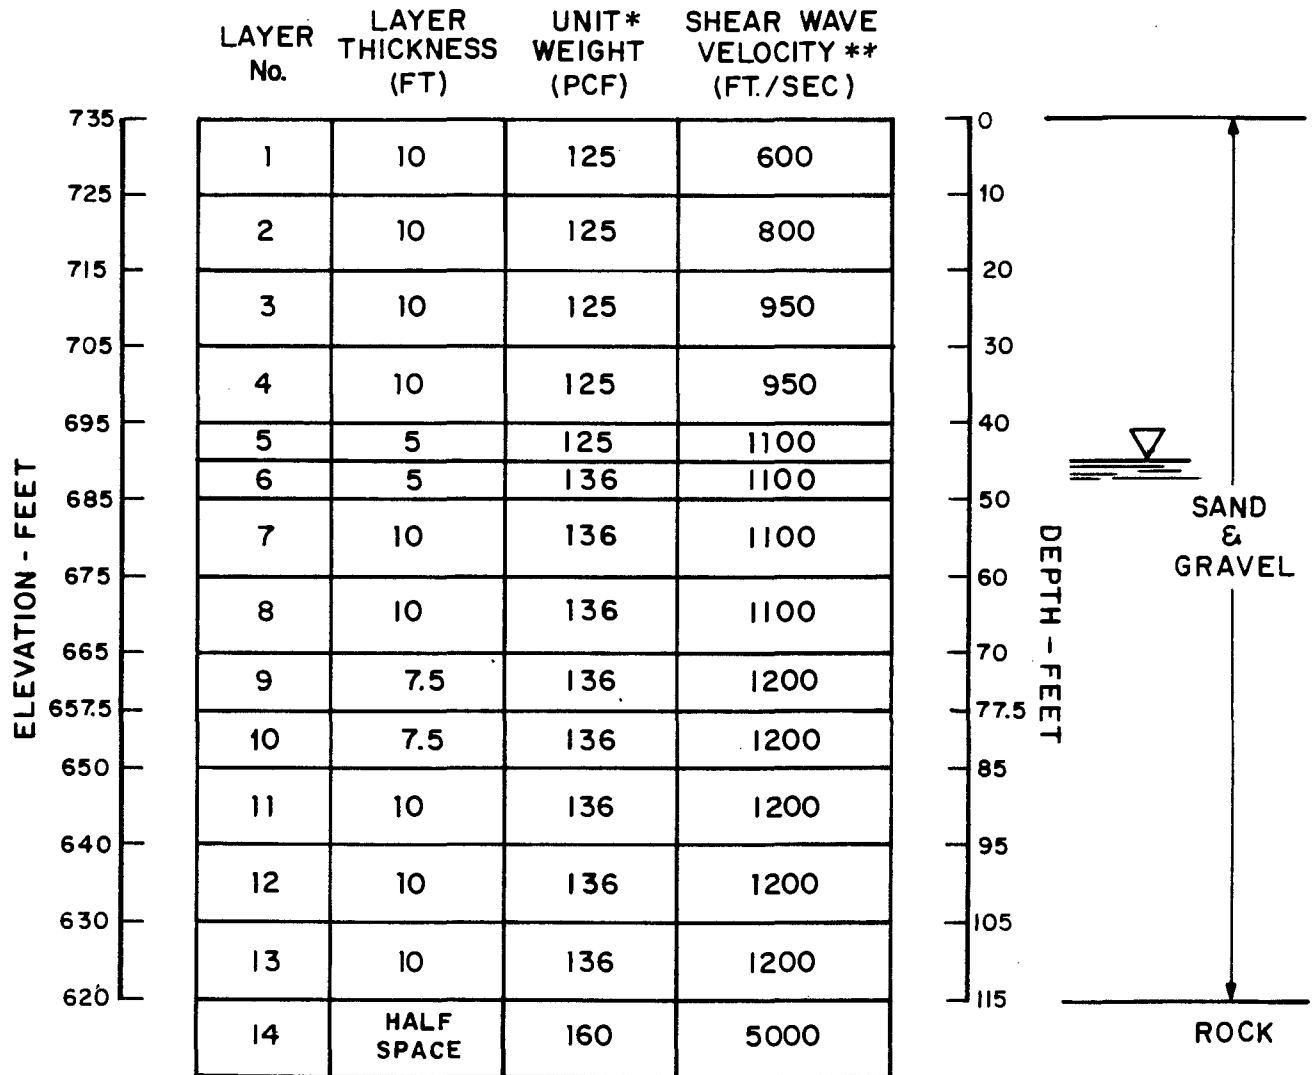 LAYER No.
LAYER THICKNESS (FT)
UNIT* WEIGHT (PCF)
SHEAR WAVE VELOCITY ** (FT./SEC)
ELEVATION - FEET
735
725
715
705
695
685
675
665
657.5
650
640
630
620
1 10 125 600
2 10 125 800
3 10 125 950
4 10 125 950
5 5 125 1100
6 5 136 1100
7 10 136 1100
8 10 136 1100
9 7.5 136 1200
10 7.5 136 1200
11 10 136 1200
12 10 136 1200
13 10 136 1200
14 HALF SPACE 160 5000
0
10
20
30
40
50
60
70
77.5
85
95
105
115
DEPTH - FEET
SAND
&
GRAVEL
ROCK